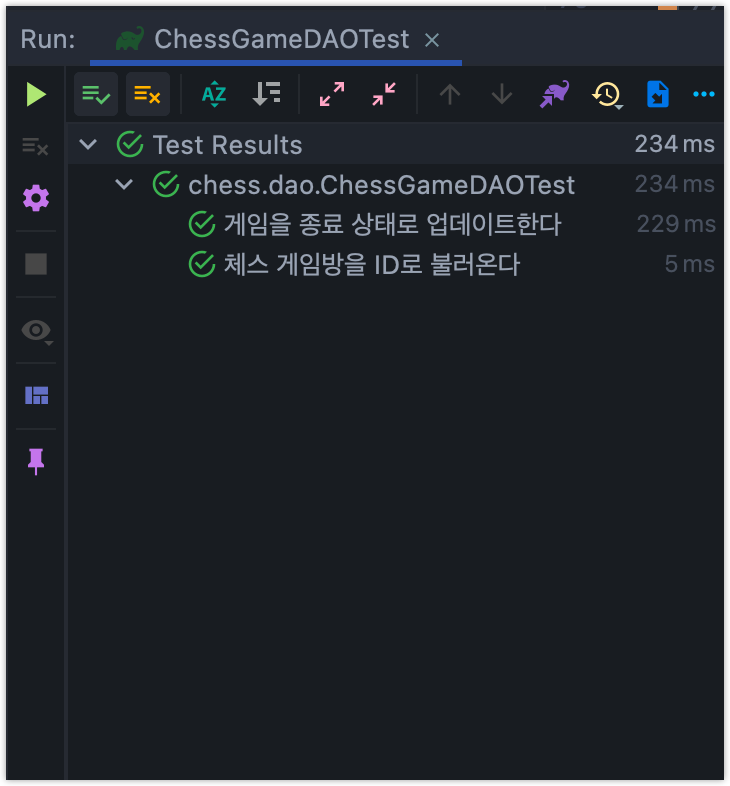 Run: ChessGameDAOTest ×
AZ
Test Results 234 ms
chess.dao.ChessGameDAOTest 234 ms
게임을 종료 상태로 업데이트한다 229 ms
체스 게임방을 ID로 불러온다 5 ms